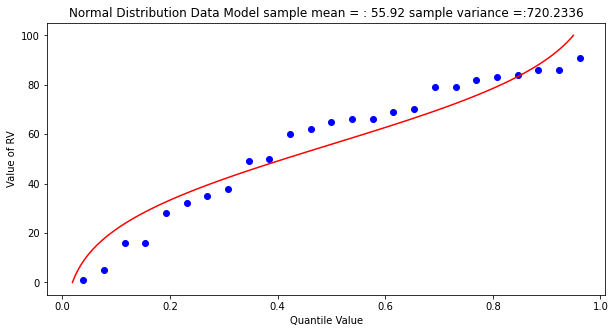 Normal Distribution Data Model sample mean = : 55.92 sample variance =:720.2336
100
80
60
40
20
0
Value of RV
0.0 0.2 0.4 0.6 0.8 1.0
Quantile Value